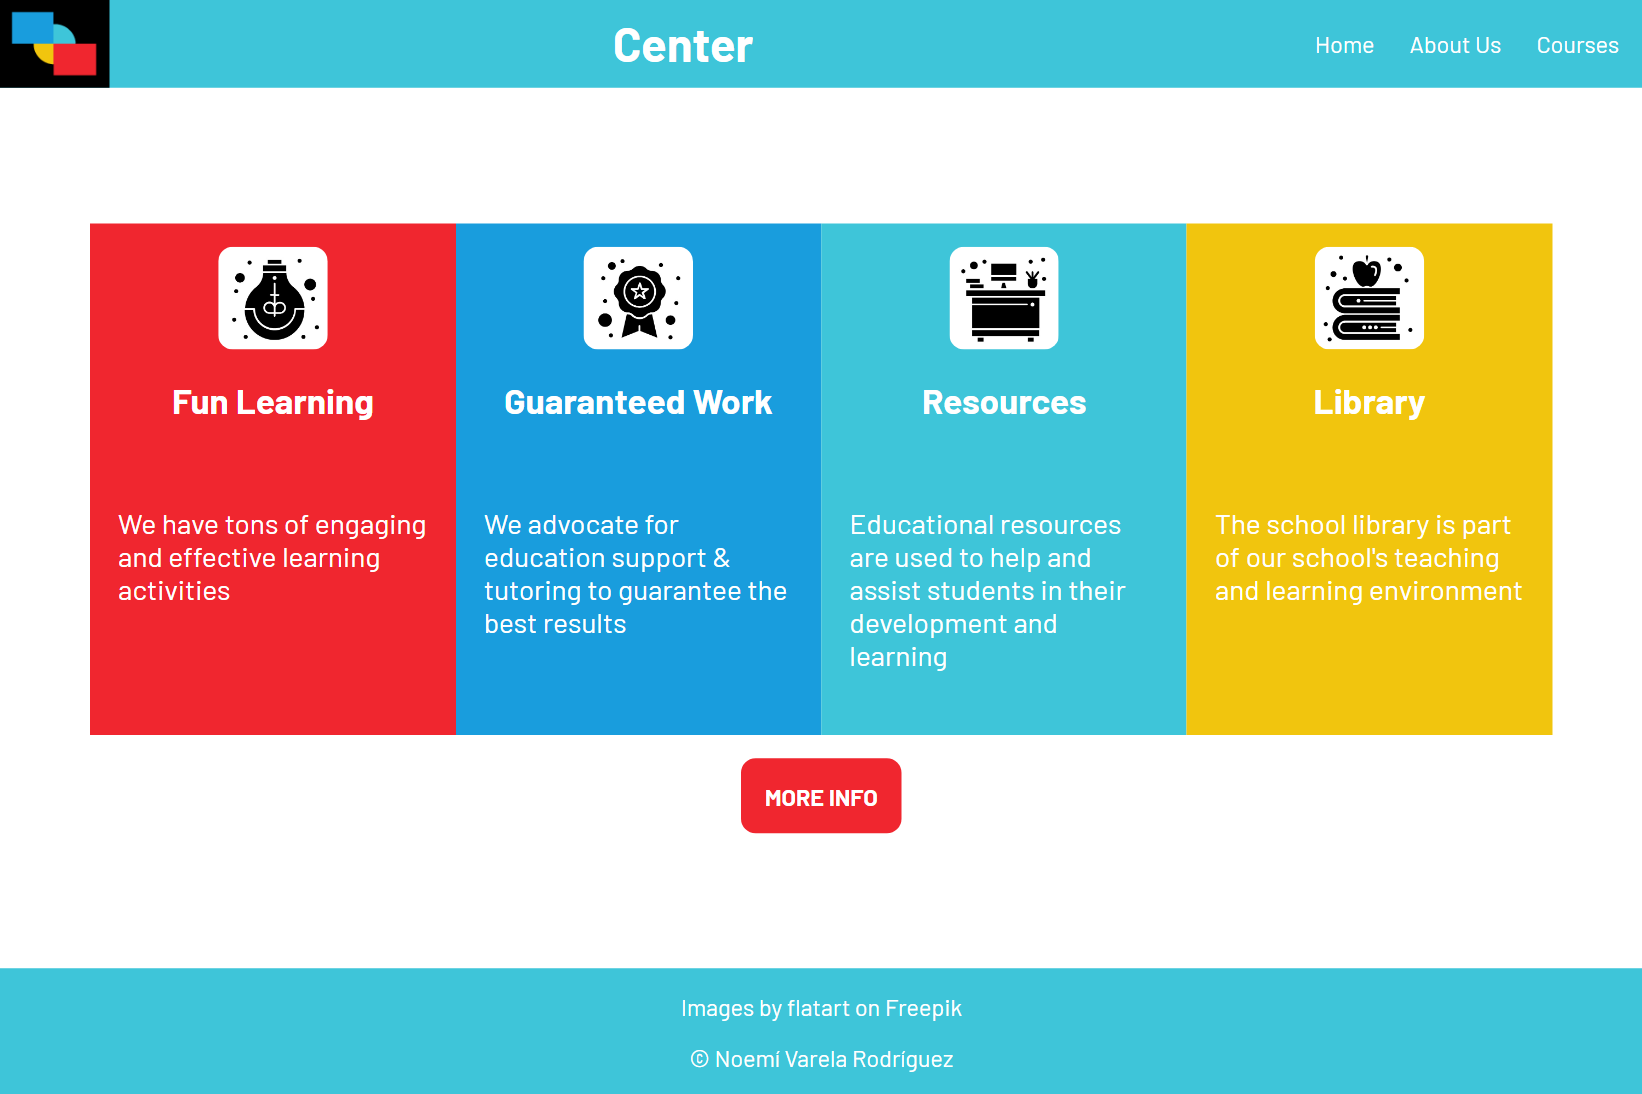 Center
Home
About Us
Courses
Fun Learning
We have tons of engaging
and effective learning
activities
Guaranteed Work
We advocate for
education support &
tutoring to guarantee the
best results
Resources
Educational resources
are used to help and
assist students in their
development and
learning
Library
The school library is part
of our school's teaching
and learning environment
MORE INFO
Images by flatart on Freepik
© Noemí Varela Rodríguez